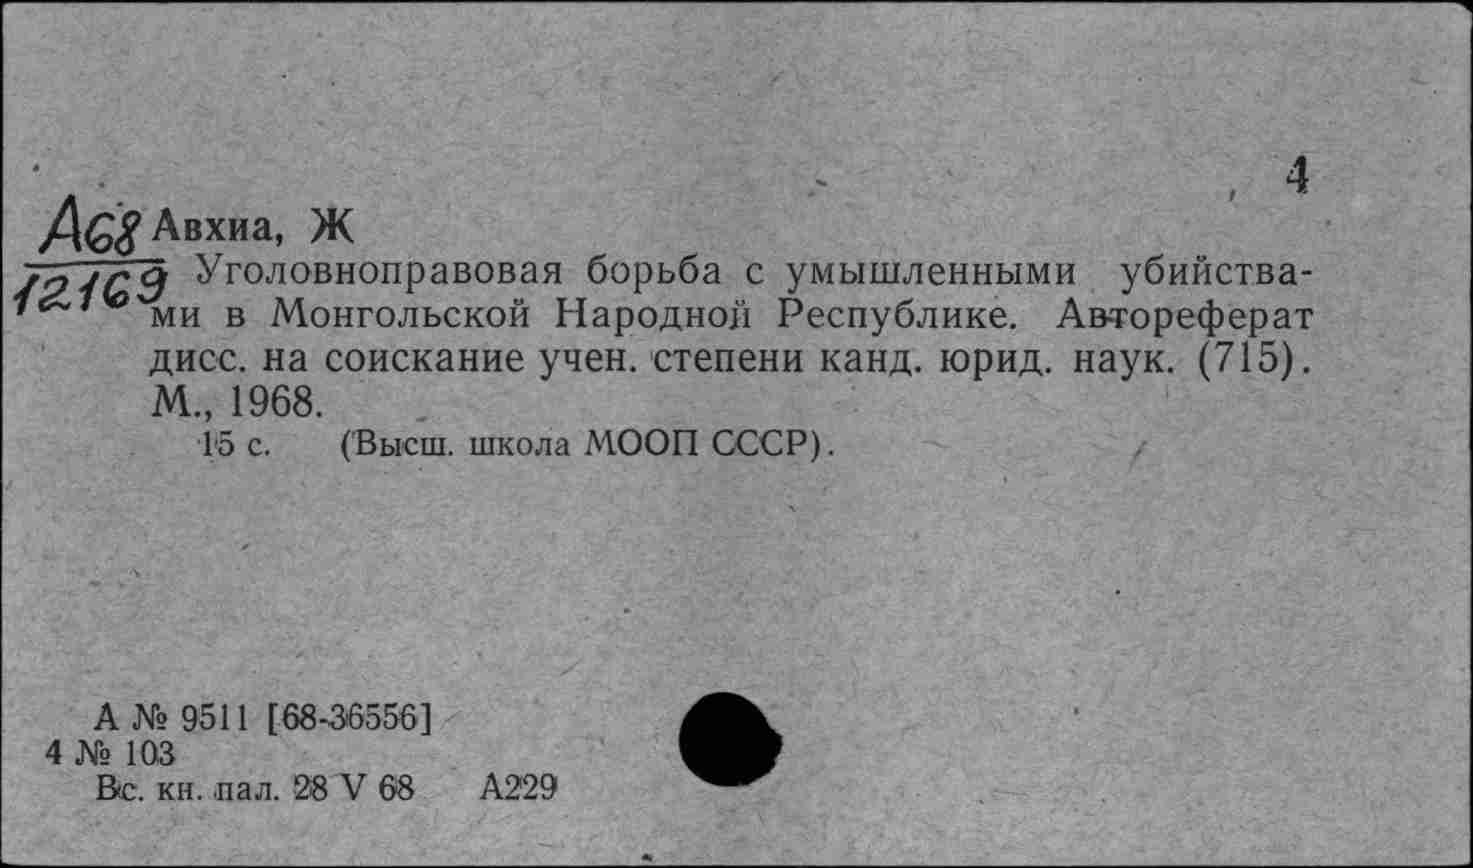 4
А68 Авхиа, Ж
12169 Уголовноправовая борьба с умышленными убийства-
ми в Монгольской Народной Республике. Автореферат
дисс. на соискание учен. степени канд. юрид. наук. (715).
М., 1968.
15 с. (Высш. школа МООП СССР).
А № 9511 [68-36556]
4 № 103
Вс. кн. пал. 28 V 68 А229